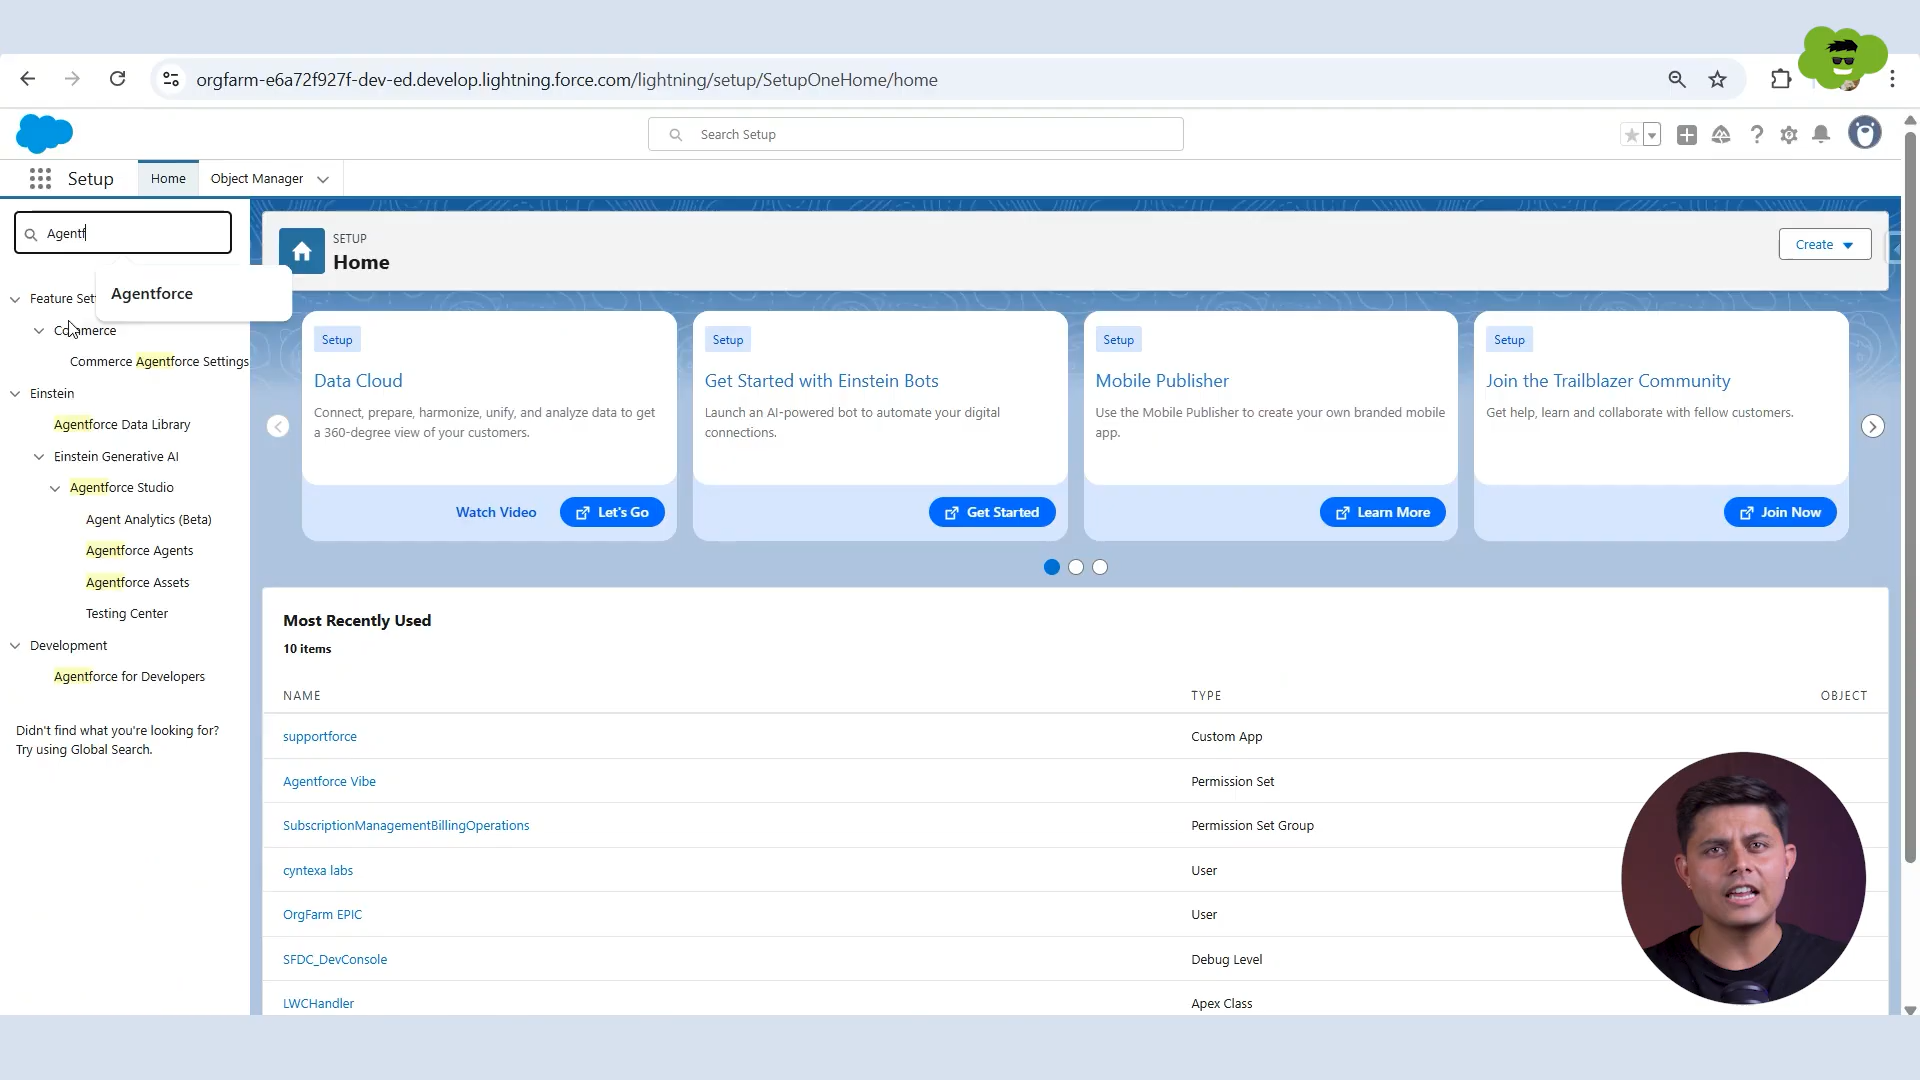 orgfarm-e6a72f927f-dev-ed.develop.lightning.force.com/lightning/setup/SetupOneHome/home
Search Setup
Setup
Home
Object Manager
Agentf
Agentforce
Feature Sett
Commerce
Commerce Agentforce Settings
Einstein
Agentforce Data Library
Einstein Generative AI
Agentforce Studio
Agent Analytics (Beta)
Agentforce Agents
Agentforce Assets
Testing Center
Development
Agentforce for Developers
Didn't find what you're looking for?
Try using Global Search.
SETUP
Home
Create
Setup
Data Cloud
Connect, prepare, harmonize, unify, and analyze data to get
a 360-degree view of your customers.
Watch Video
Let's Go
Setup
Get Started with Einstein Bots
Launch an AI-powered bot to automate your digital
connections.
Get Started
Setup
Mobile Publisher
Use the Mobile Publisher to create your own branded mobile
app.
Learn More
Setup
Join the Trailblazer Community
Get help, learn and collaborate with fellow customers.
Join Now
Most Recently Used
10 items
NAME TYPE OBJECT
supportforce Custom App
Agentforce Vibe Permission Set
SubscriptionManagementBillingOperations Permission Set Group
cyntexa labs User
OrgFarm EPIC User
SFDC_DevConsole Debug Level
LWCHandler Apex Class